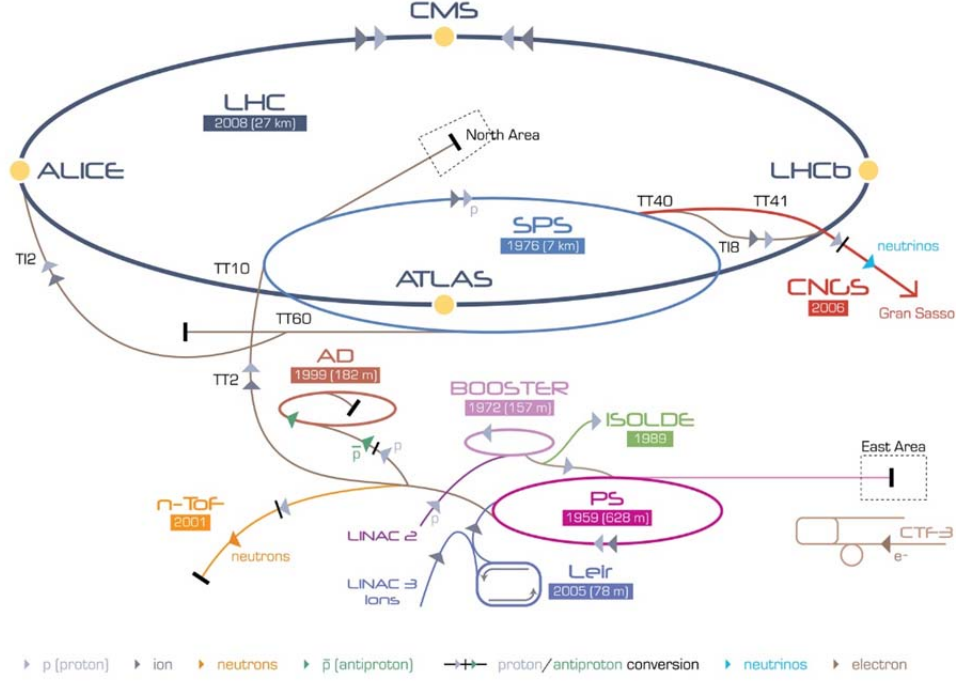 CMS
LHC
2008 (27 km)
North Area
ALICE
LHCb
TT40
TT41
SPS
1976 (7 km)
p
TI8
TI2
TT10
neutrinos
ATLAS
CNGS
2006
Gran Sasso
TT60
AD
1999 (182 m)
TT2
BOOSTER
1972 (157 m)
ISOLDE
1989
p
p̅
East Area
n-ToF
2001
PS
1959 (628 m)
p
LINAC 2
neutrons
CTF3
e-
LINAC 3
Ions
Leir
2005 (78 m)
p (proton)
ion
neutrons
p̅ (antiproton)
proton/antiproton conversion
neutrinos
electron